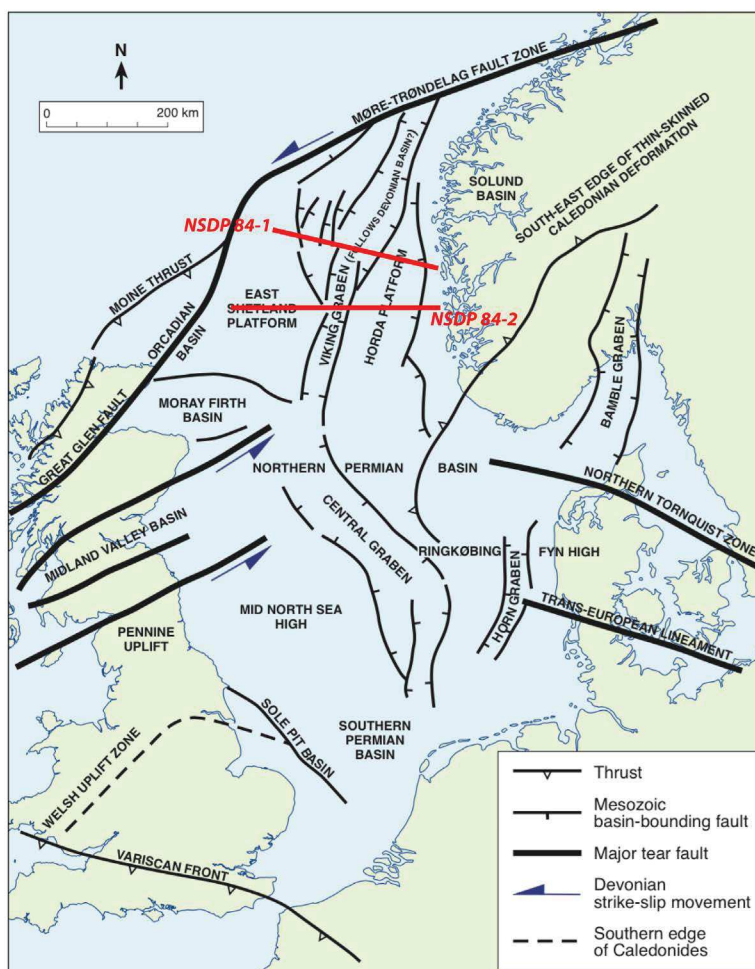 N
0
200 km
MØRE-TRØNDELAG FAULT ZONE
SOLUND
BASIN
SOUTH-EAST EDGE OF THIN-SKINNED
CALEDONIAN DEFORMATION
NSDP 84-1
(FOLLOWS DEVONIAN BASIN?)
VIKING GRABEN
HORDA PLATFORM
MOINE THRUST
ORCADIAN
BASIN
EAST
SHETLAND
PLATFORM
NSDP 84-2
BAMBLE GRABEN
GREAT GLEN FAULT
MORAY FIRTH
BASIN
NORTHERN
PERMIAN
BASIN
NORTHERN TORNQUIST ZONE
MIDLAND VALLEY BASIN
CENTRAL GRABEN
RINGKØBING
FYN HIGH
HORN GRABEN
TRANS-EUROPEAN LINEAMENT
MID NORTH SEA
HIGH
PENNINE
UPLIFT
SOLE PIT BASIN
SOUTHERN
PERMIAN
BASIN
WELSH UPLIFT ZONE
VARISCAN FRONT
Thrust
Mesozoic
basin-bounding fault
Major tear fault
Devonian
strike-slip movement
Southern edge
of Caledonides